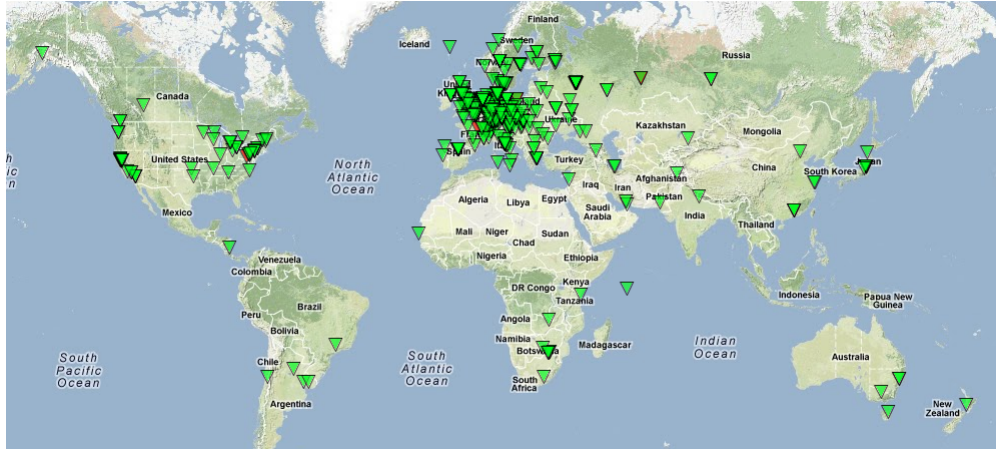 Iceland
Finland
Sweden
Russia
Canada
Kazakhstan
Mongolia
United States
North
Atlantic
Ocean
Spain
Turkey
China
South Korea
Japan
Afghanistan
Iraq
Iran
Pakistan
Algeria
Libya
Egypt
Saudi
Arabia
India
Mexico
Mali
Niger
Chad
Sudan
Thailand
Nigeria
Ethiopia
Venezuela
Colombia
Kenya
DR Congo
Tanzania
Indonesia
Papua New
Guinea
Brazil
Peru
Angola
Bolivia
Namibia
Botswana
Madagascar
Indian
Ocean
South
Pacific
Ocean
Chile
South
Atlantic
Ocean
Australia
South
Africa
Argentina
New
Zealand